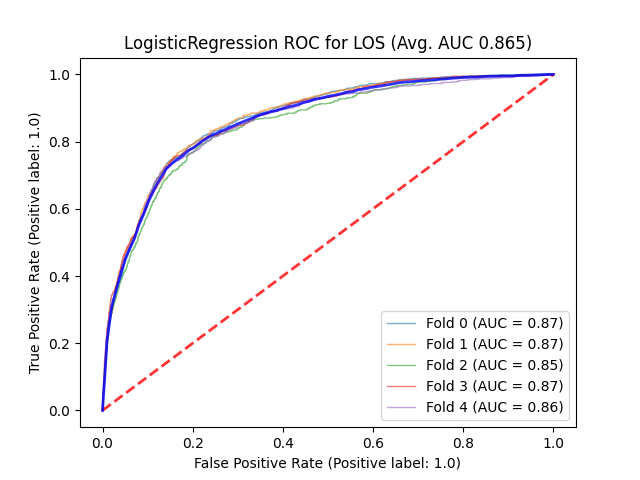 LogisticRegression ROC for LOS (Avg. AUC 0.865)
True Positive Rate (Positive label: 1.0)
1.0
0.8
0.6
0.4
0.2
0.0
Fold 0 (AUC = 0.87)
Fold 1 (AUC = 0.87)
Fold 2 (AUC = 0.85)
Fold 3 (AUC = 0.87)
Fold 4 (AUC = 0.86)
0.0 0.2 0.4 0.6 0.8 1.0
False Positive Rate (Positive label: 1.0)